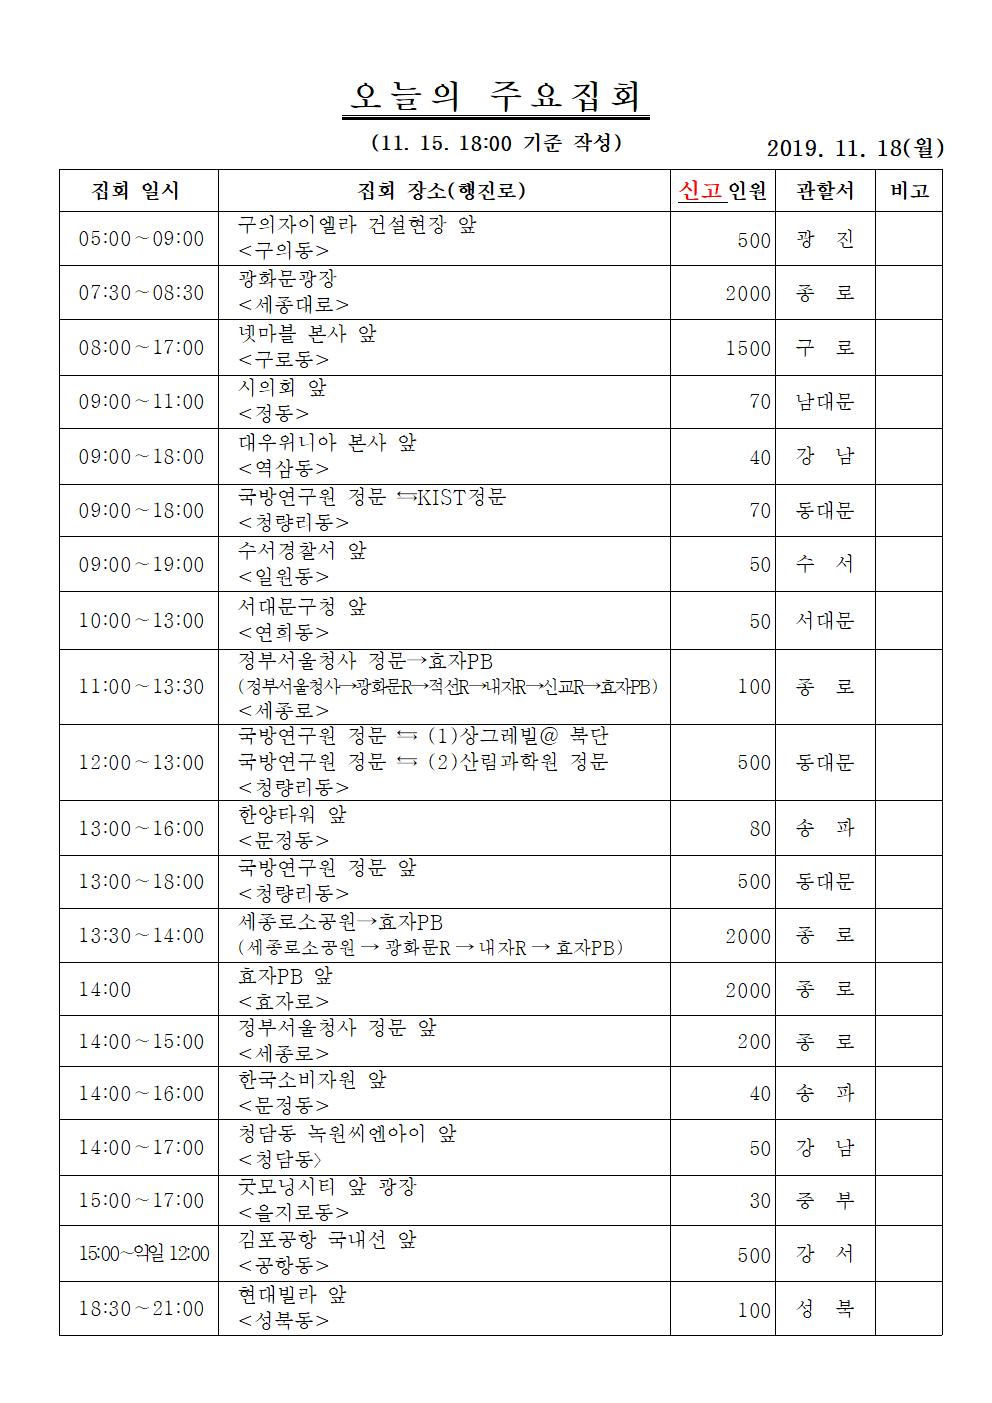 오늘의 주요집회
(11. 15. 18:00 기준 작성)
2019. 11. 18(월)
집회 일시 집회 장소(행진로) 신고인원 관할서 비고
05:00~09:00 구의자이엘라 건설현장 앞 500 광 진
<구의동>
07:30~08:30 광화문광장 2000 종 로
<세종대로>
08:00~17:00 넷마블 본사 앞 1500 구 로
<구로동>
09:00~11:00 시의회 앞 70 남대문
<정동>
09:00~18:00 대우위니아 본사 앞 40 강 남
<역삼동>
09:00~18:00 국방연구원 정문 ⇆KIST정문 70 동대문
<청량리동>
09:00~19:00 수서경찰서 앞 50 수 서
<일원동>
10:00~13:00 서대문구청 앞 50 서대문
<연희동>
11:00~13:30 정부서울청사 정문→효자PB 100 종 로
(정부서울청사→광화문R→적선R→내자R→신교R→효자PB)
<세종로>
12:00~13:00 국방연구원 정문 ⇆ (1)상그레빌@ 북단 500 동대문
국방연구원 정문 ⇆ (2)산림과학원 정문
<청량리동>
13:00~16:00 한양타워 앞 80 송 파
<문정동>
13:00~18:00 국방연구원 정문 앞 500 동대문
<청량리동>
13:30~14:00 세종로소공원→효자PB 2000 종 로
(세종로소공원 → 광화문R → 내자R → 효자PB)
14:00 효자PB 앞 2000 종 로
<효자로>
14:00~15:00 정부서울청사 정문 앞 200 종 로
<세종로>
14:00~16:00 한국소비자원 앞 40 송 파
<문정동>
14:00~17:00 청담동 녹원씨엔아이 앞 50 강 남
<청담동〉
15:00~17:00 굿모닝시티 앞 광장 30 중 부
<을지로동>
15:00~익일 12:00 김포공항 국내선 앞 500 강 서
<공항동>
18:30~21:00 현대빌라 앞 100 성 북
<성북동>